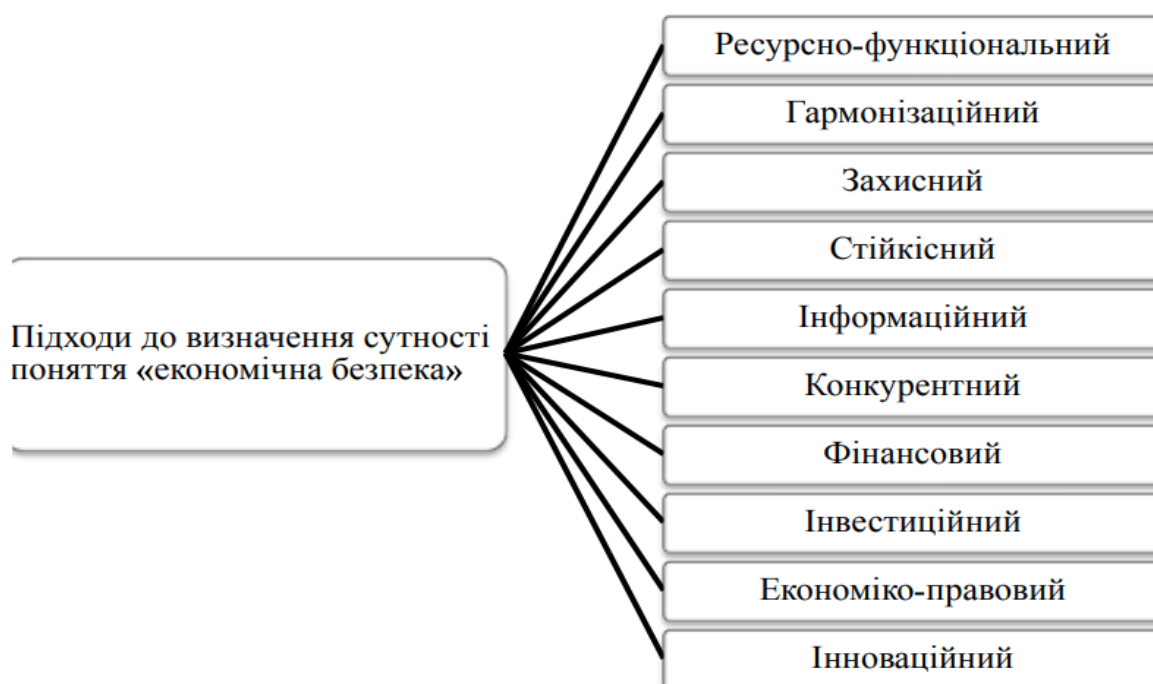 Підходи до визначення сутності
поняття «економічна безпека»
Ресурсно-функціональний
Гармонізаційний
Захисний
Стійкісний
Інформаційний
Конкурентний
Фінансовий
Інвестиційний
Економіко-правовий
Інноваційний